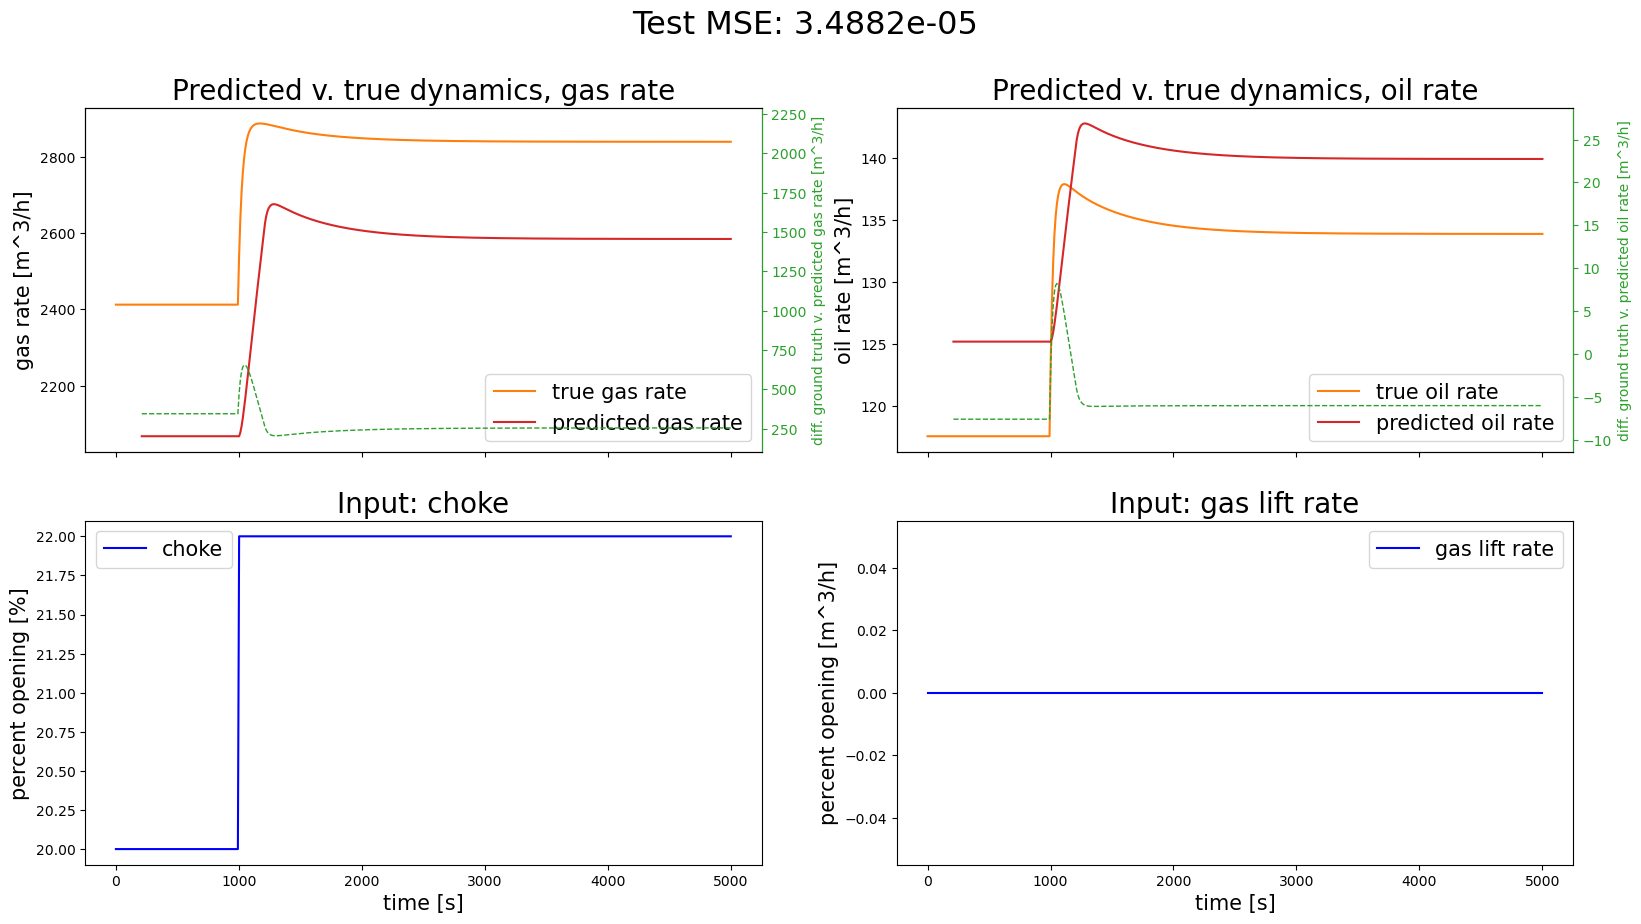 Test MSE: 3.4882e-05
Predicted v. true dynamics, gas rate
gas rate [m^3/h]
2800
2600
2400
2200
2250
2000
1750
1500
1250
1000
750
500
250
diff. ground truth v. predicted gas rate [m^3/h]
true gas rate
predicted gas rate
Predicted v. true dynamics, oil rate
oil rate [m^3/h]
140
135
130
125
120
25
20
15
10
5
0
−5
−10
diff. ground truth v. predicted oil rate [m^3/h]
true oil rate
predicted oil rate
Input: choke
percent opening [%]
22.00
21.75
21.50
21.25
21.00
20.75
20.50
20.25
20.00
choke
0
1000
2000
3000
4000
5000
time [s]
Input: gas lift rate
percent opening [m^3/h]
0.04
0.02
0.00
−0.02
−0.04
gas lift rate
0
1000
2000
3000
4000
5000
time [s]